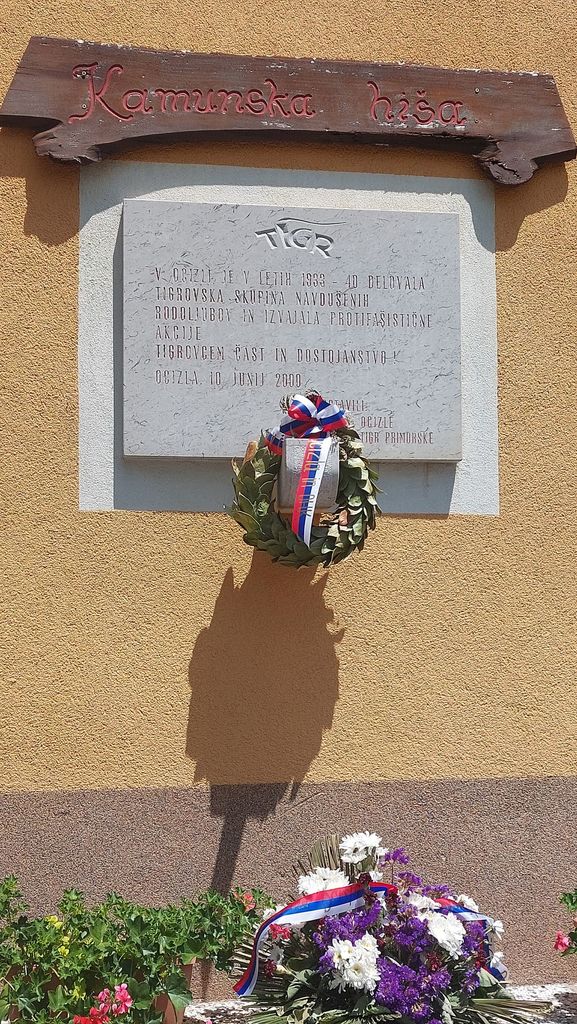 Kamunska hiša
TIGR
V OCIZLI JE V LETIH 1933 - 40 DELOVALA
TIGROVSKA SKUPINA NAVDUŠENIH
RODOLJUBOV IN IZVAJALA PROTIFAŠISTIČNE
AKCIJE
TIGROVCEM ČAST IN DOSTOJANSTVO !
OCIZLA, 10. JUNIJ 2000
OCIZLE
TIGR PRIMORSKE